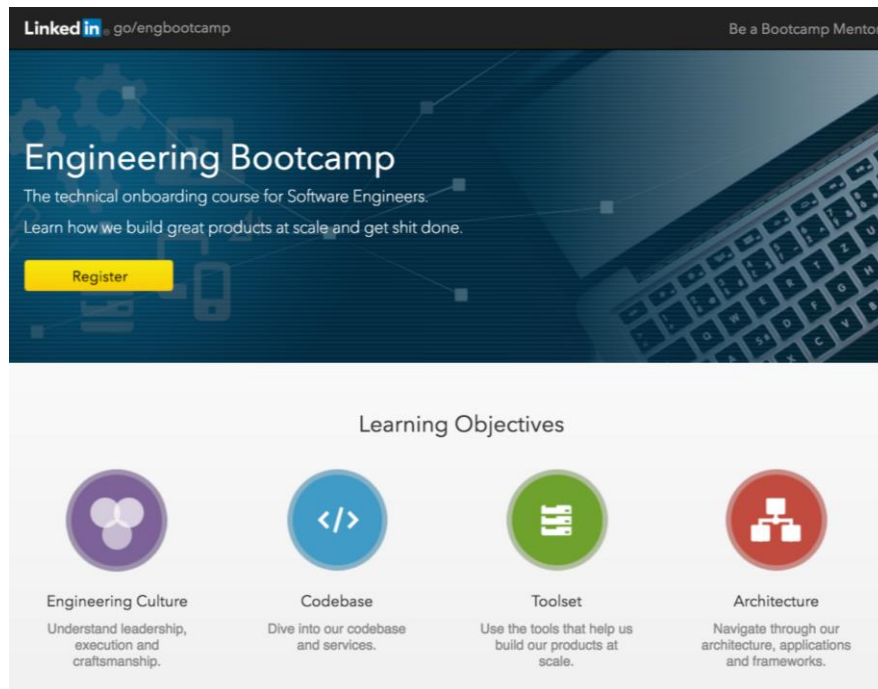 Linked in go/engbootcamp
Be a Bootcamp Mentor
Engineering Bootcamp
The technical onboarding course for Software Engineers.
Learn how we build great products at scale and get shit done.
Register
Learning Objectives
</>
Engineering Culture
Understand leadership,
execution and
craftsmanship.
Codebase
Dive into our codebase
and services.
Toolset
Use the tools that help us
build our products at
scale.
Architecture
Navigate through our
architecture, applications
and frameworks.